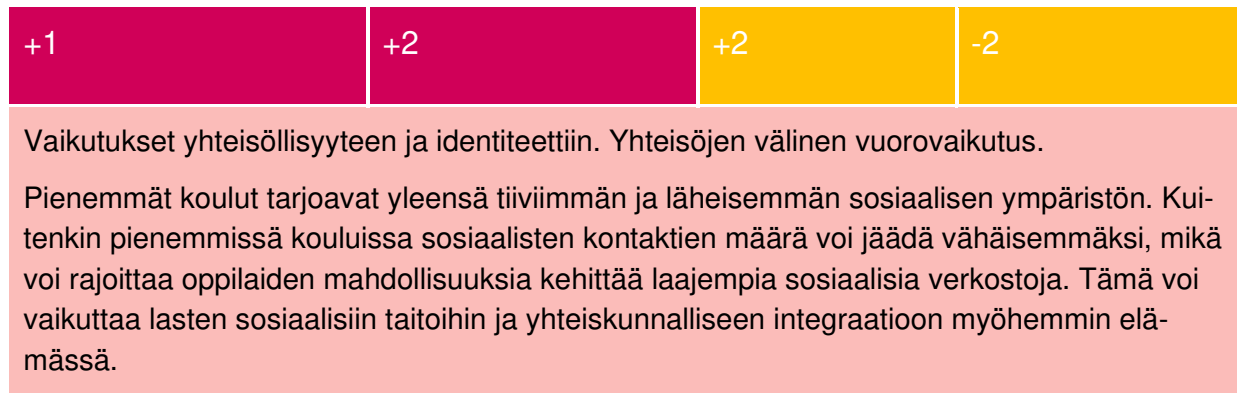 +1 +2 +2 -2
Vaikutukset yhteisöllisyyteen ja identiteettiin. Yhteisöjen välinen vuorovaikutus.
Pienemmät koulut tarjoavat yleensä tiiviimmän ja läheisemmän sosiaalisen ympäristön. Kui-
tenkin pienemmissä kouluissa sosiaalisten kontaktien määrä voi jäädä vähäisemmäksi, mikä
voi rajoittaa oppilaiden mahdollisuuksia kehittää laajempia sosiaalisia verkostoja. Tämä voi
vaikuttaa lasten sosiaalisiin taitoihin ja yhteiskunnalliseen integraatioon myöhemmin elä-
mässä.